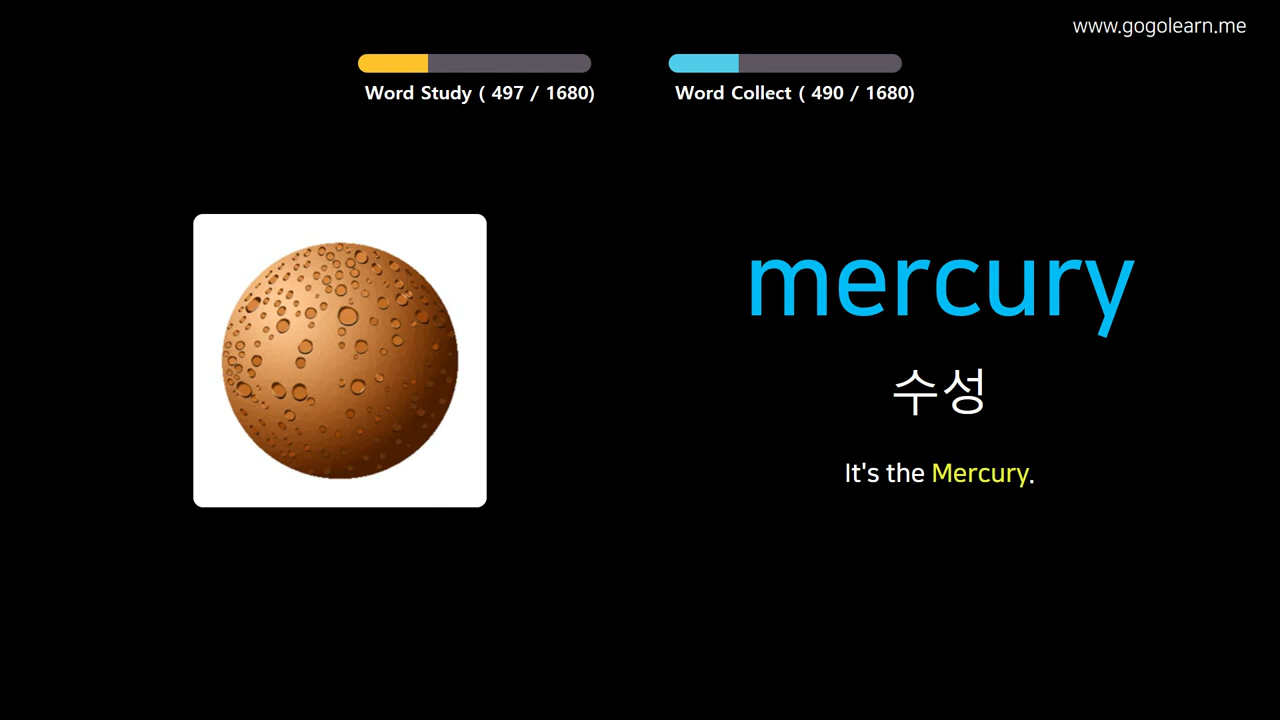 www.gogolearn.me
Word Study ( 497 / 1680)
Word Collect ( 490 / 1680)
mercury
수성
It's the Mercury.